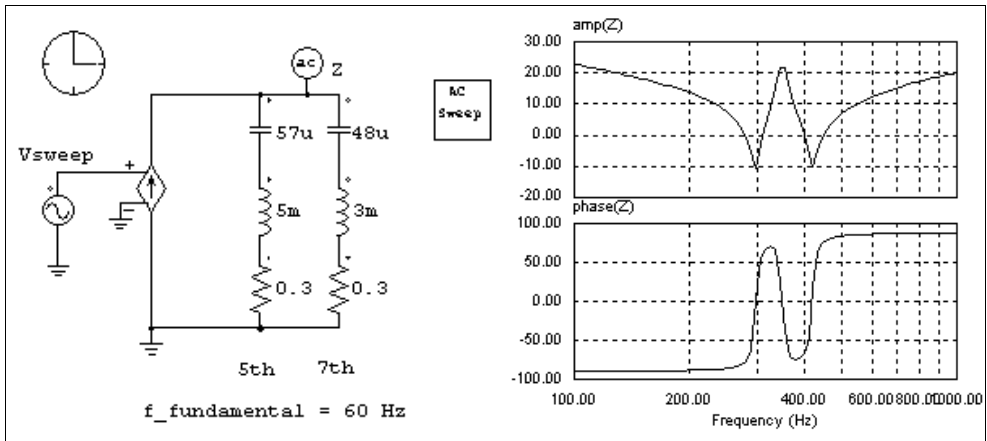 ac
Z
AC
Sweep
57u
48u
Vsweep
+
-
5m
3m
0.3
0.3
5th
7th
f_fundamental = 60 Hz
amp(Z)
30.00
20.00
10.00
0.00
-10.00
-20.00
phase(Z)
100.00
50.00
0.00
-50.00
-100.00
100.00 200.00 400.00 600.00 800.00 1000.00
Frequency (Hz)